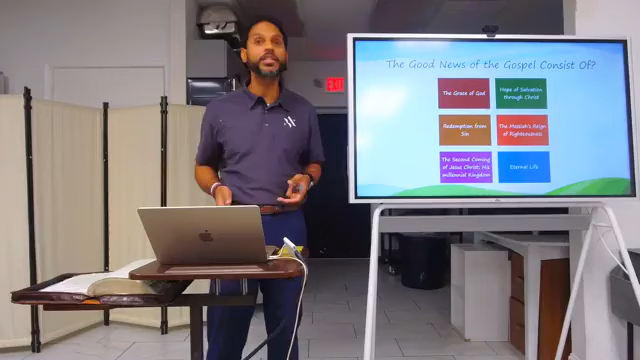 EXIT
The Good News of the Gospel Consist Of?
The Grace of God
Hope of Salvation
through Christ
Redemption from
Sin
The Messiah's Reign
of Righteousness
The Second Coming
of Jesus Christ: His
millennial Kingdom
Eternal Life